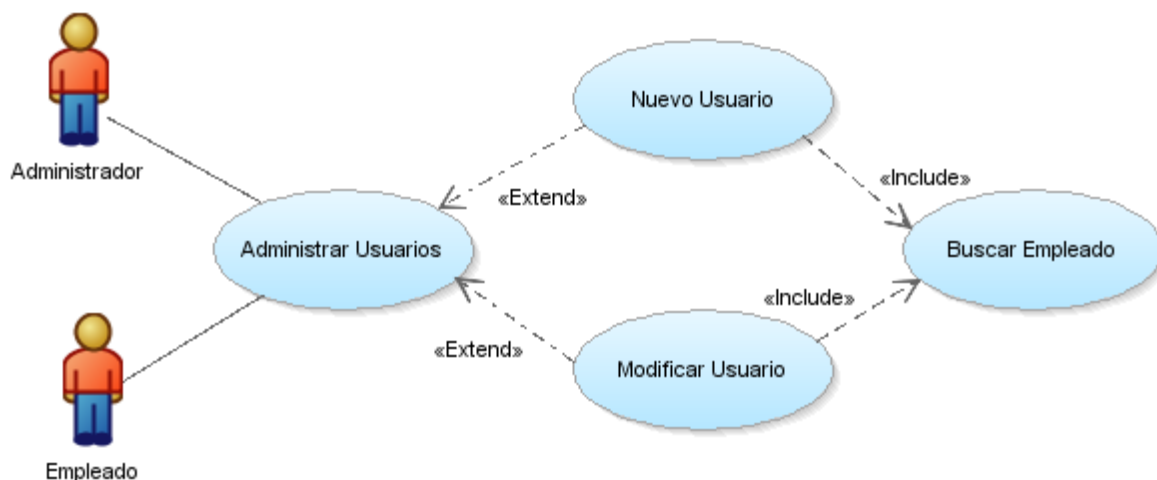 Nuevo Usuario
Administrador
«Include»
«Extend»
Administrar Usuarios
Buscar Empleado
«Include»
«Extend»
Modificar Usuario
Empleado